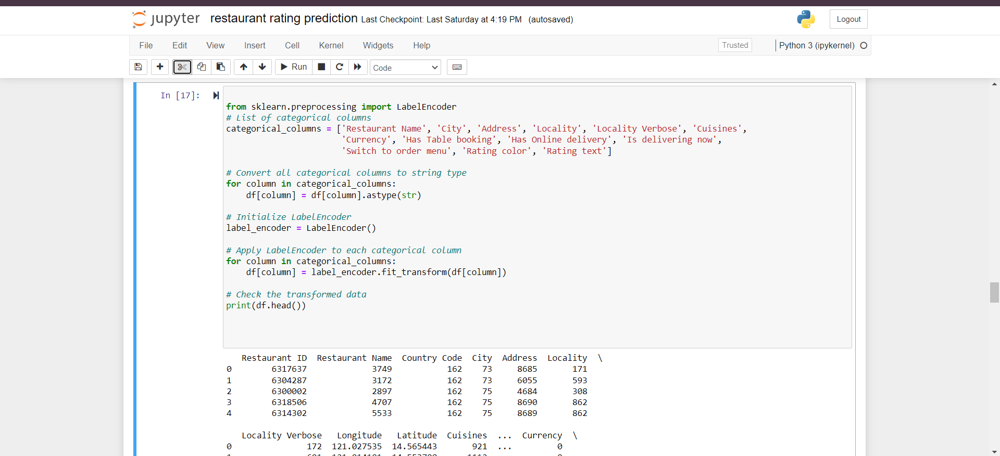 jupyter restaurant rating prediction Last Checkpoint: Last Saturday at 4:19 PM (autosaved) Logout
File Edit View Insert Cell Kernel Widgets Help Trusted Python 3 (ipykernel)
Run Code
In [17]:
from sklearn.preprocessing import LabelEncoder
# List of categorical columns
categorical_columns = ['Restaurant Name', 'City', 'Address', 'Locality', 'Locality Verbose', 'Cuisines',
'Currency', 'Has Table booking', 'Has Online delivery', 'Is delivering now',
'Switch to order menu', 'Rating color', 'Rating text']
# Convert all categorical columns to string type
for column in categorical_columns:
df[column] = df[column].astype(str)
# Initialize LabelEncoder
label_encoder = LabelEncoder()
# Apply LabelEncoder to each categorical column
for column in categorical_columns:
df[column] = label_encoder.fit_transform(df[column])
# Check the transformed data
print(df.head())
Restaurant ID Restaurant Name Country Code City Address Locality \
0 6317637 3749 162 73 8685 171
1 6304287 3172 162 73 6055 593
2 6300002 2897 162 75 4684 308
3 6318506 4707 162 75 8690 862
4 6314302 5533 162 75 8689 862
Locality Verbose Longitude Latitude Cuisines ... Currency \
0 172 121.027535 14.565443 921 ... 0